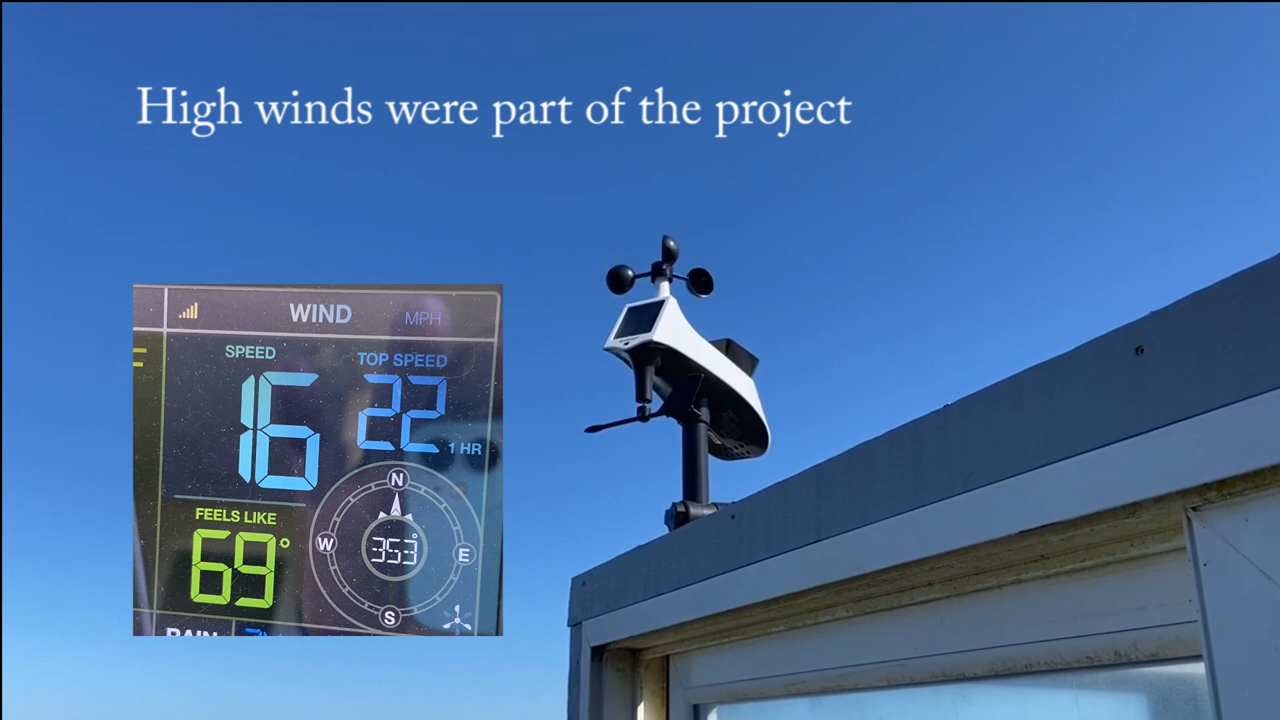 High winds were part of the project
WIND MPH
SPEED TOP SPEED
16 22 1 HR
FEELS LIKE N
69° W 353° E
S
RAIN